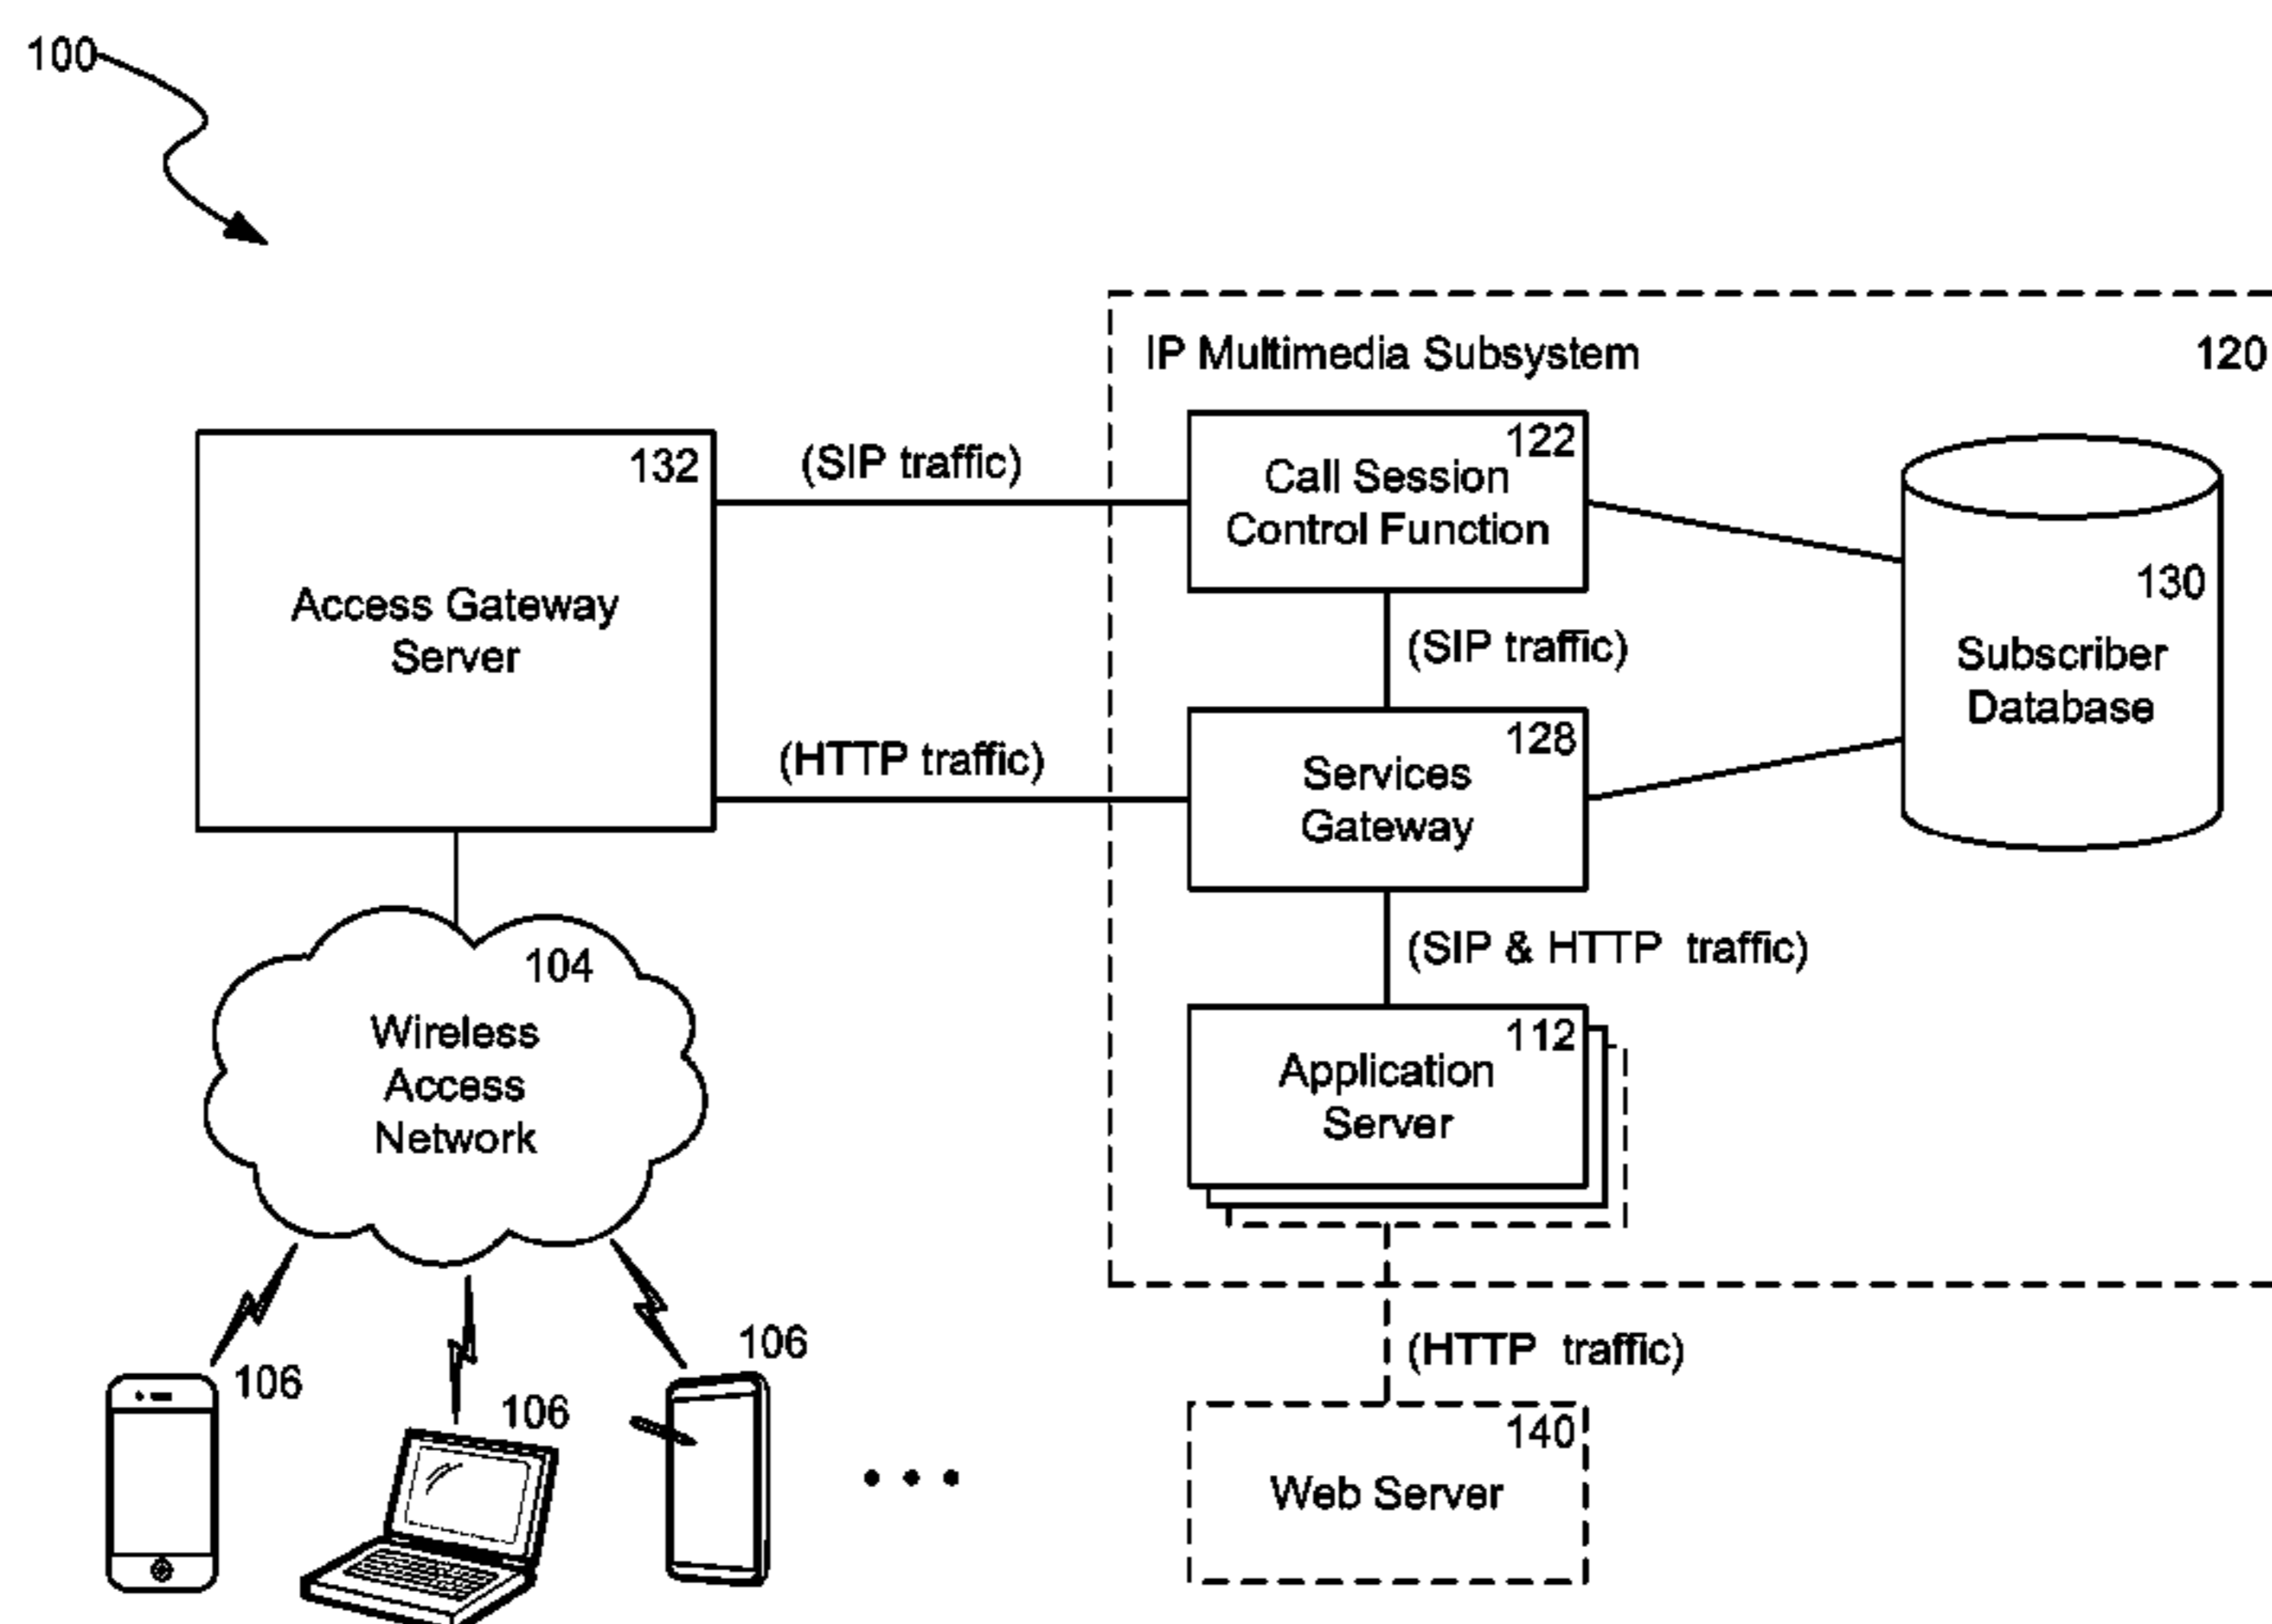 100
IP Multimedia Subsystem
120
132
Access Gateway
Server
(SIP traffic)
122
Call Session
Control Function
130
Subscriber
Database
(SIP traffic)
(HTTP traffic)
128
Services
Gateway
(SIP & HTTP traffic)
104
Wireless
Access
Network
112
Application
Server
(HTTP traffic)
106
106
106
140
Web Server